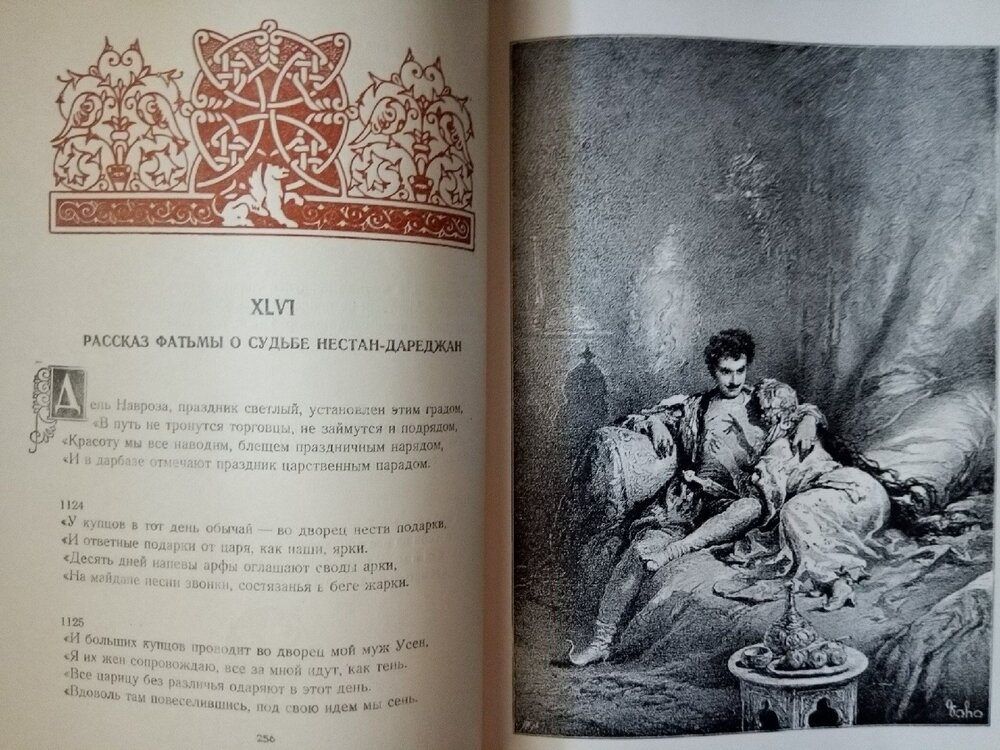 XLVI
РАССКАЗ ФАТЬМЫ О СУДЬБЕ НЕСТАН-ДАРЕДЖАН
День Навроза, праздник светлый, установлен этим градом,
«В путь не тронутся торговцы, не займутся и подрядом,
«Красоту мы все наводим, блещем праздничным нарядом,
«И в дарбазе отмечают праздник царственным парадом.
1124
«У купцов в тот день обычай — во дворец нести подарки,
«И ответные подарки от царя, как наши, ярки.
«Десять дней напевы арфы оглашают своды арки,
«На майдане песни звонки, состязанья в беге жарки.
1125
«И больших купцов проводит во дворец мой муж Усен,
«Я их жен сопровождаю, все за мной идут, как тень.
«Все царицу без различья одаряют в этот день.
«Вдоволь там повеселившись, под свою идем мы сень.
256